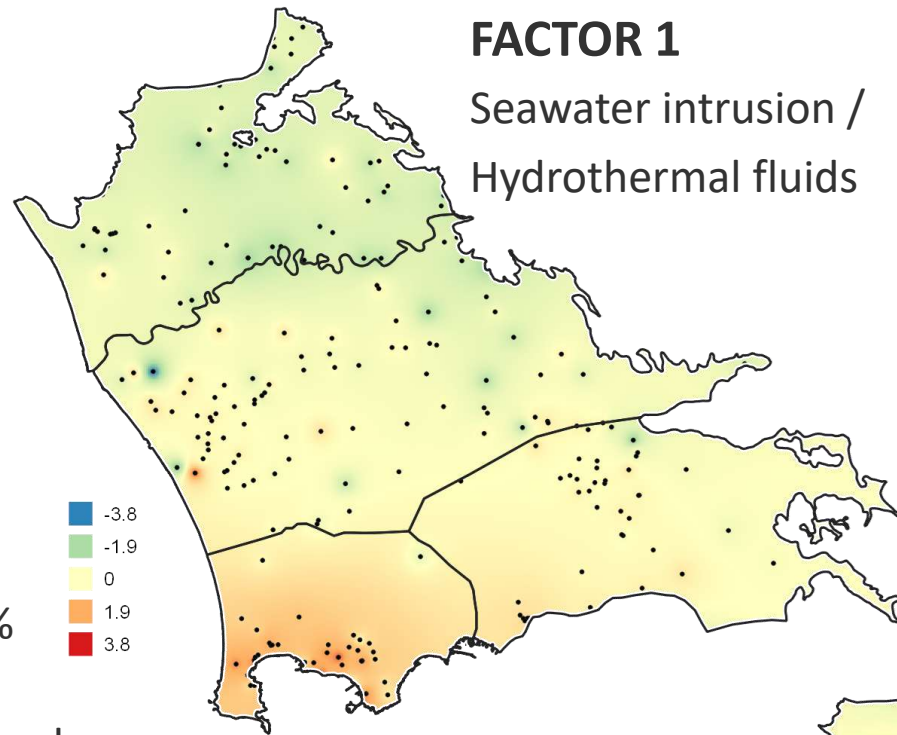 FACTOR 1
Seawater intrusion /
Hydrothermal fluids
-3.8
-1.9
0
1.9
%
3.8